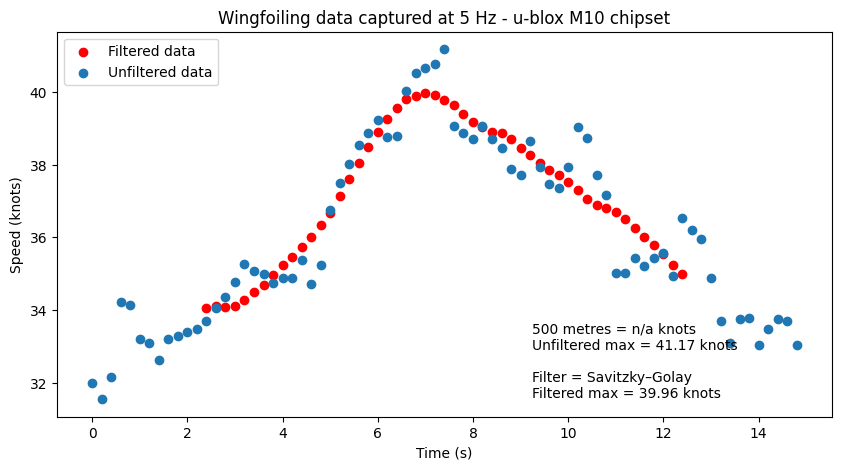 Wingfoiling data captured at 5 Hz - u-blox M10 chipset
Filtered data
Unfiltered data
Speed (knots)
40
38
36
34
32
500 metres = n/a knots
Unfiltered max = 41.17 knots
Filter = Savitzky–Golay
Filtered max = 39.96 knots
0 2 4 6 8 10 12 14
Time (s)